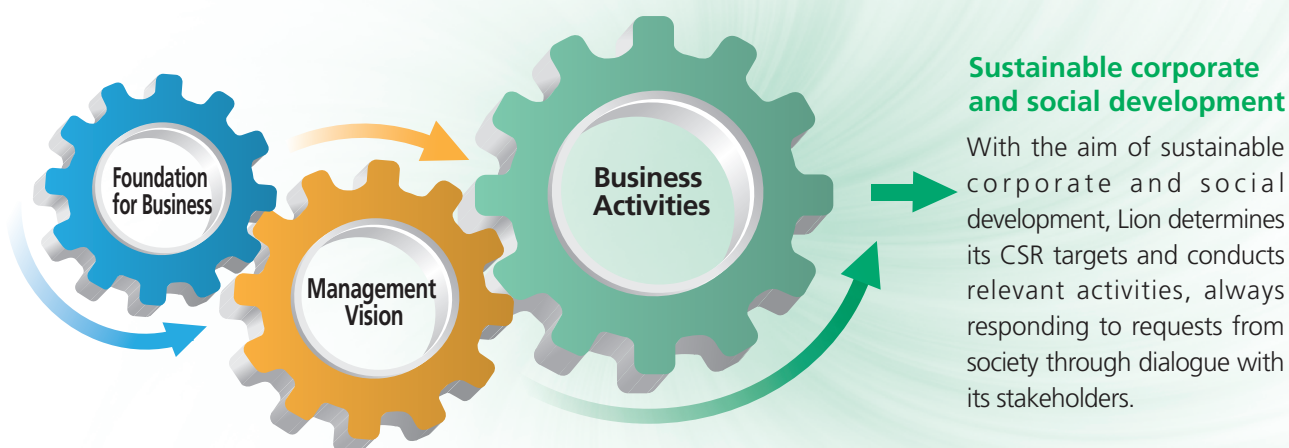 Foundation
for Business
Management
Vision
Business
Activities
Sustainable corporate
and social development
With the aim of sustainable
corporate and social
development, Lion determines
its CSR targets and conducts
relevant activities, always
responding to requests from
society through dialogue with
its stakeholders.